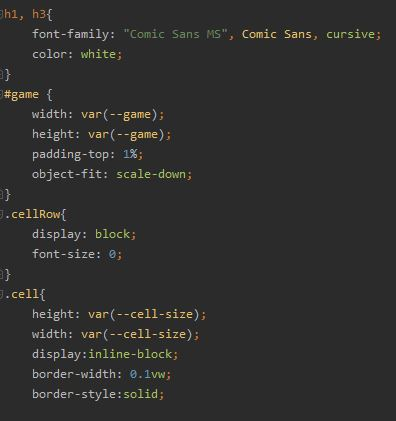 h1, h3{
    font-family: "Comic Sans MS", Comic Sans, cursive;
    color: white;
}
#game {
    width: var(--game);
    height: var(--game);
    padding-top: 1%;
    object-fit: scale-down;
}
.cellRow{
    display: block;
    font-size: 0;
}
.cell{
    height: var(--cell-size);
    width: var(--cell-size);
    display:inline-block;
    border-width: 0.1vw;
    border-style:solid;